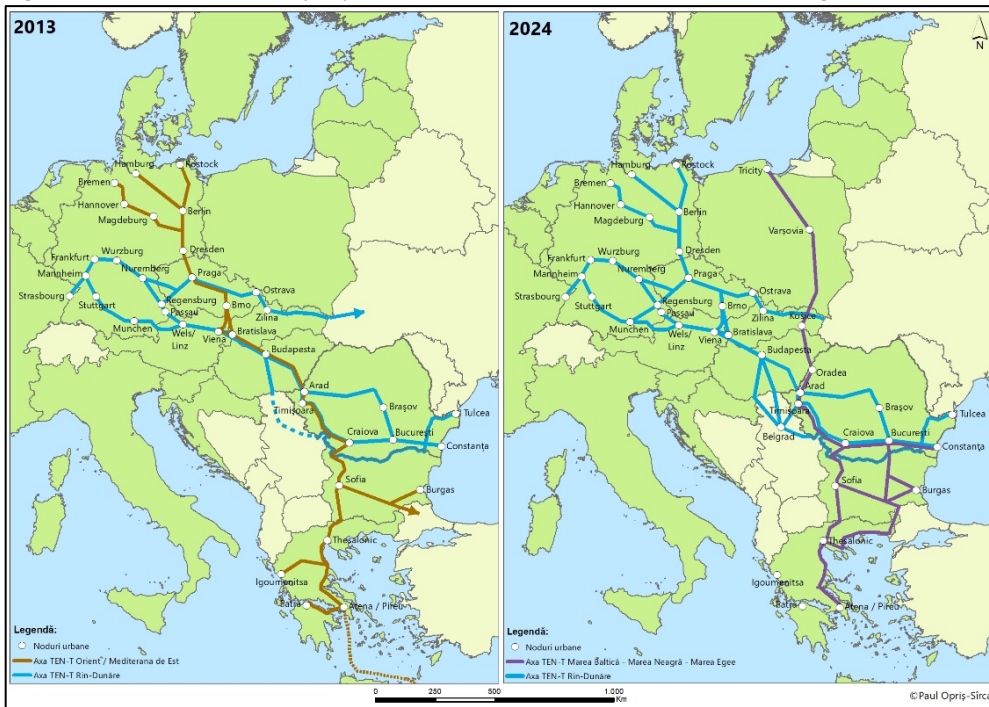 2013
Hamburg
Rostock
Bremen
Hannover
Berlin
Magdeburg
Dresden
Wurzburg
Frankfurt
Praga
Mannheim
Nuremberg
Ostrava
Strasbourg
Regensburg
Brno
Stuttgart
Passau
Zilina
Munchen
Wels/
Linz
Viena
Bratislava
Budapesta
Arad
Timișoara
Brașov
Tulcea
Craiova
București
Constanța
Sofia
Burgas
Thesalonic
Igoumenitsa
Patra
Atena / Pireu
Legendă:
Noduri urbane
Axa TEN-T Orient / Mediterana de Est
Axa TEN-T Rin-Dunăre
2024
N
Hamburg
Rostock
Tricity
Bremen
Hannover
Berlin
Magdeburg
Varșovia
Dresden
Wurzburg
Frankfurt
Praga
Mannheim
Nuremberg
Ostrava
Strasbourg
Regensburg
Brno
Stuttgart
Passau
Zilina
Kosice
Munchen
Wels/
Linz
Viena
Bratislava
Budapesta
Oradea
Arad
Timișoara
Brașov
Tulcea
Belgrad
Craiova
București
Constanța
Sofia
Burgas
Thesalonic
Igoumenitsa
Patra
Atena / Pireu
Legendă:
Noduri urbane
Axa TEN-T Marea Baltică - Marea Neagră - Marea Egee
Axa TEN-T Rin-Dunăre
0 250 500 1.000
Km
©Paul Opriș-Sîrca